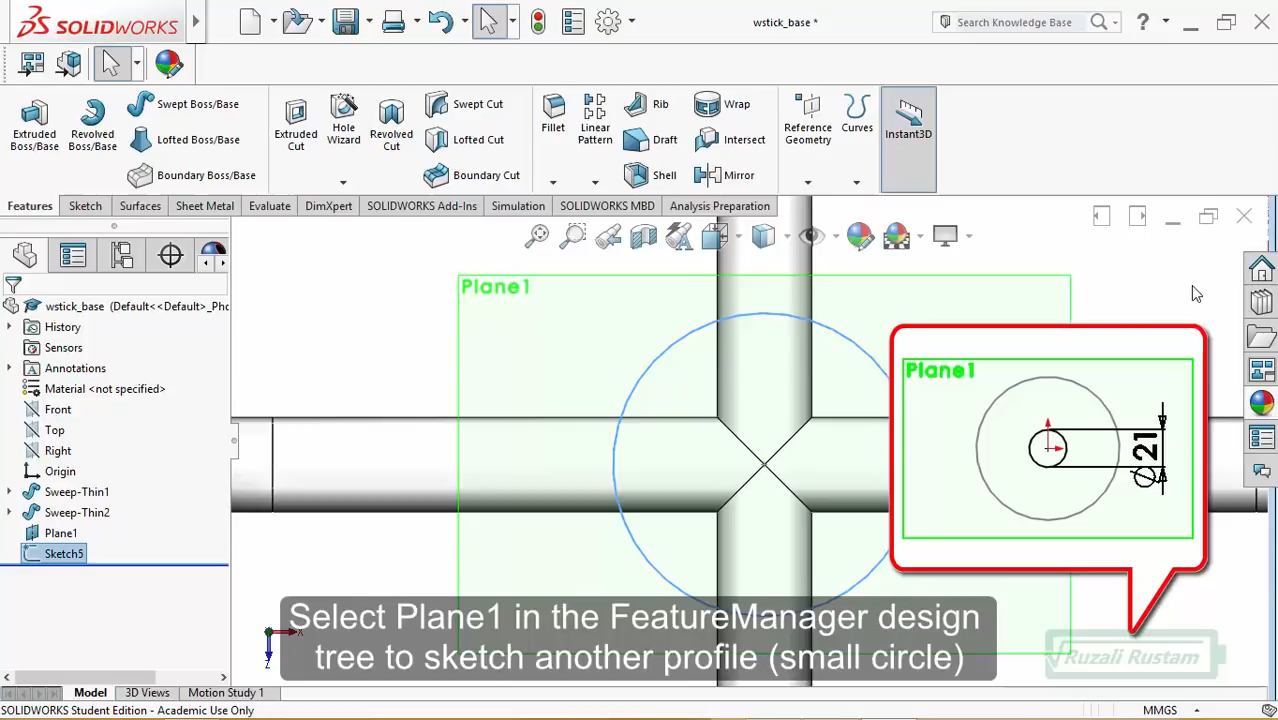 SOLIDWORKS
wstick_base *
Search Knowledge Base
Extruded Boss/Base
Revolved Boss/Base
Swept Boss/Base
Lofted Boss/Base
Boundary Boss/Base
Extruded Cut
Hole Wizard
Revolved Cut
Swept Cut
Lofted Cut
Boundary Cut
Fillet
Linear Pattern
Rib
Draft
Shell
Wrap
Intersect
Mirror
Reference Geometry
Curves
Instant3D
Features Sketch Surfaces Sheet Metal Evaluate DimXpert SOLIDWORKS Add-Ins Simulation SOLIDWORKS MBD Analysis Preparation
wstick_base (Default<<Default>_Pho
History
Sensors
Annotations
Material <not specified>
Front
Top
Right
Origin
Sweep-Thin1
Sweep-Thin2
Plane1
Sketch5
Plane1
Plane1
Ø21
Select Plane1 in the FeatureManager design
tree to sketch another profile (small circle)
Ruzali Rustam
Model 3D Views Motion Study 1
SOLIDWORKS Student Edition - Academic Use Only
MMGS